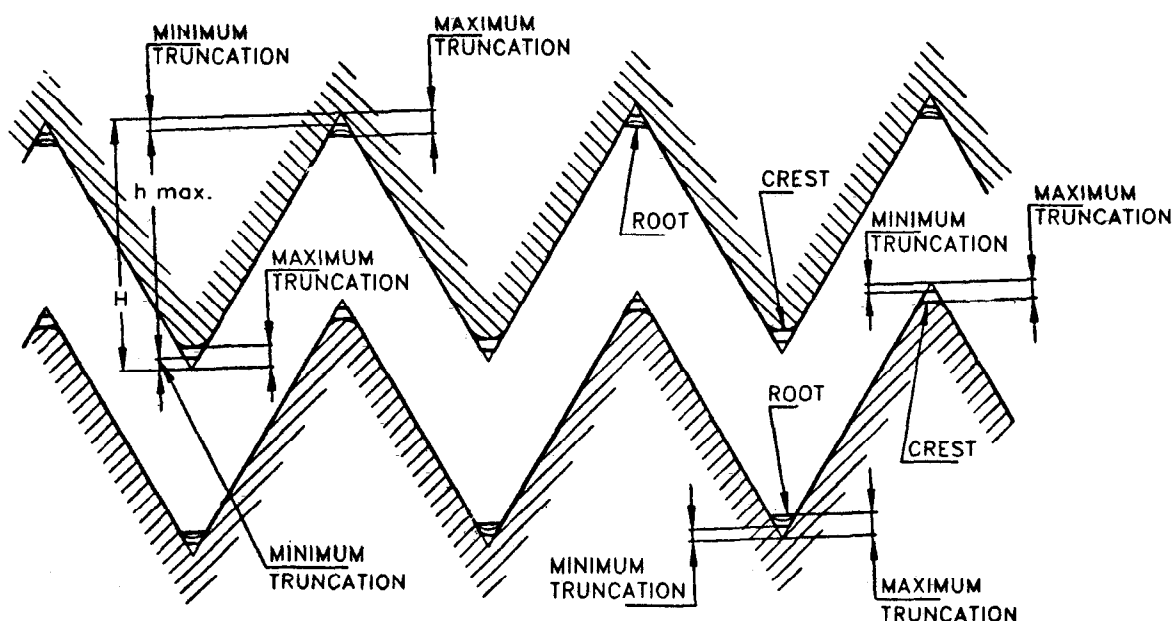 MINIMUM
TRUNCATION
MAXIMUM
TRUNCATION
h max.
H
MAXIMUM
TRUNCATION
ROOT
CREST
MINIMUM
TRUNCATION
MAXIMUM
TRUNCATION
ROOT
CREST
MINIMUM
TRUNCATION
MINIMUM
TRUNCATION
MAXIMUM
TRUNCATION